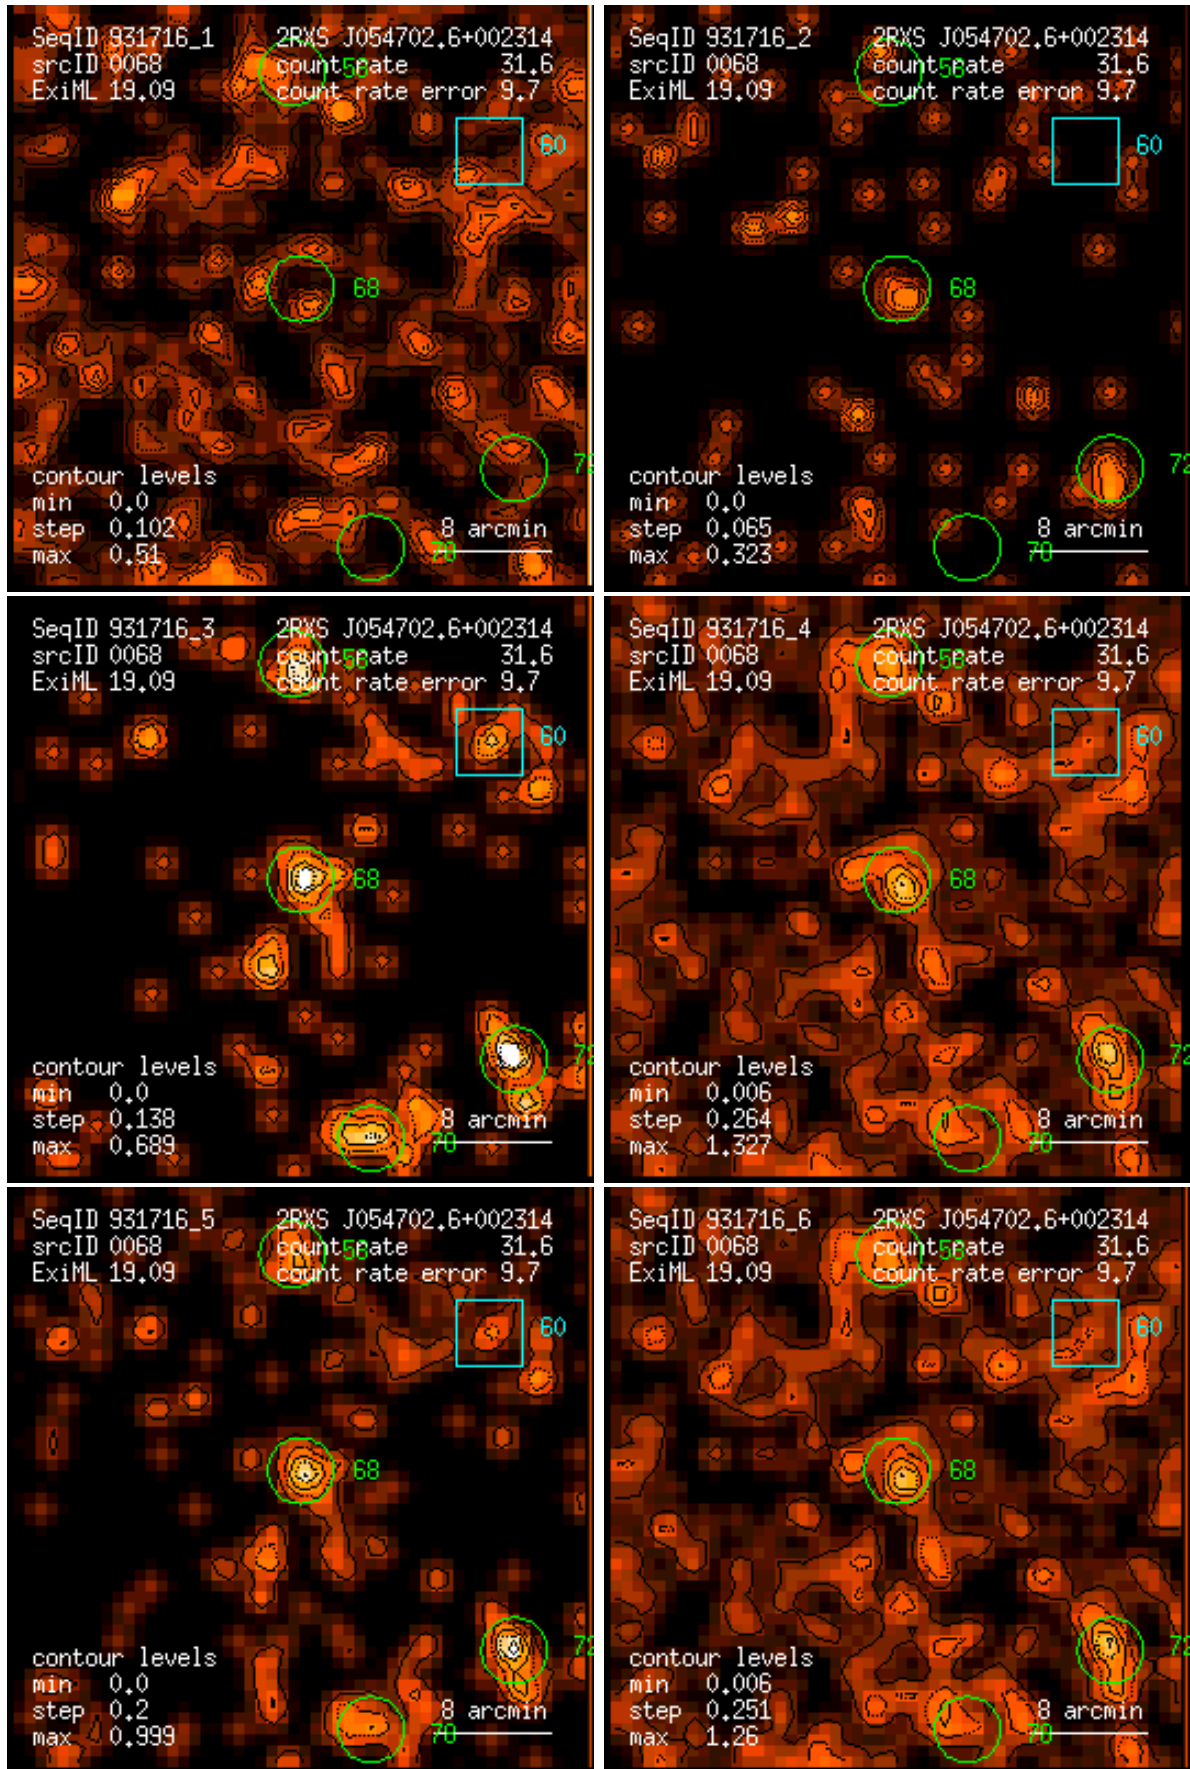 SeqID 931716_1 2RXS J054702.6+002314
srcID 0068 count rate 31.6
ExiML 19.09 count rate error 9.7
58
60
68
72
70
contour levels
min 0.0
step 0.102
max 0.51
8 arcmin
SeqID 931716_2 2RXS J054702.6+002314
srcID 0068 count rate 31.6
ExiML 19.09 count rate error 9.7
58
60
68
72
70
contour levels
min 0.0
step 0.065
max 0.323
8 arcmin
SeqID 931716_3 2RXS J054702.6+002314
srcID 0068 count rate 31.6
ExiML 19.09 count rate error 9.7
58
60
68
72
70
contour levels
min 0.0
step 0.138
max 0.689
8 arcmin
SeqID 931716_4 2RXS J054702.6+002314
srcID 0068 count rate 31.6
ExiML 19.09 count rate error 9.7
58
60
68
72
70
contour levels
min 0.006
step 0.264
max 1.327
8 arcmin
SeqID 931716_5 2RXS J054702.6+002314
srcID 0068 count rate 31.6
ExiML 19.09 count rate error 9.7
58
60
68
72
70
contour levels
min 0.0
step 0.2
max 0.999
8 arcmin
SeqID 931716_6 2RXS J054702.6+002314
srcID 0068 count rate 31.6
ExiML 19.09 count rate error 9.7
58
60
68
72
70
contour levels
min 0.006
step 0.251
max 1.26
8 arcmin